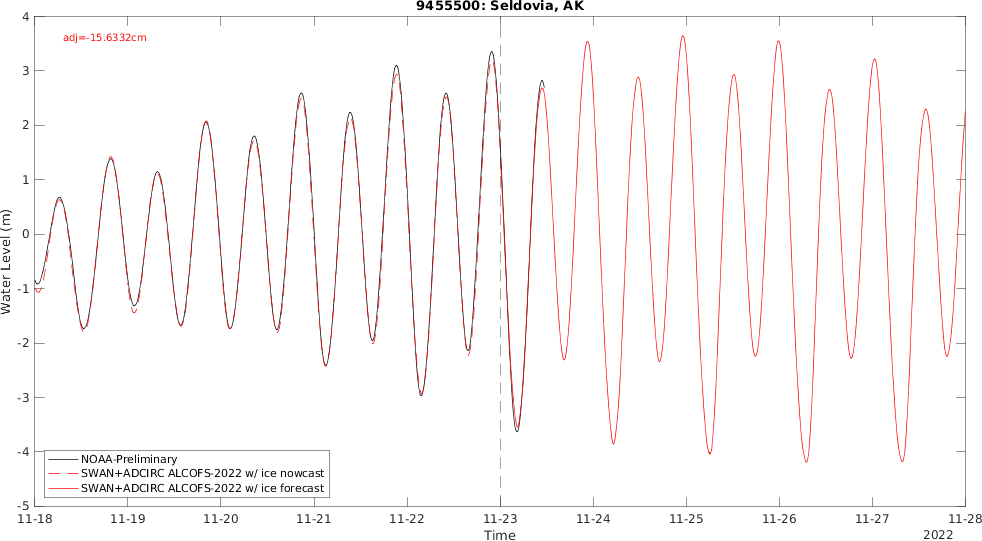 9455500: Seldovia, AK
adj=-15.6332cm
4
3
2
1
0
-1
-2
-3
-4
-5
Water Level (m)
NOAA-Preliminary
SWAN+ADCIRC ALCOFS-2022 w/ ice nowcast
SWAN+ADCIRC ALCOFS-2022 w/ ice forecast
11-18 11-19 11-20 11-21 11-22 11-23 11-24 11-25 11-26 11-27 11-28
Time
2022